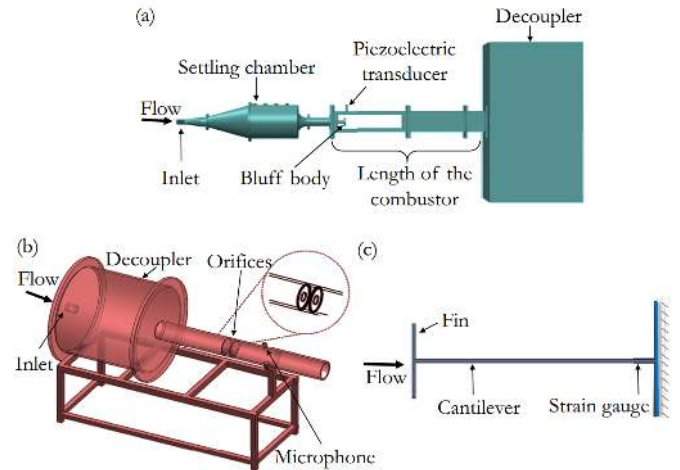 (a)
Decoupler
Piezoelectric
transducer
Settling chamber
Flow
Inlet
Bluff body
Length of the
combustor
(b)
Decoupler
Orifices
Flow
Inlet
Microphone
(c)
Fin
Flow
Cantilever
Strain gauge